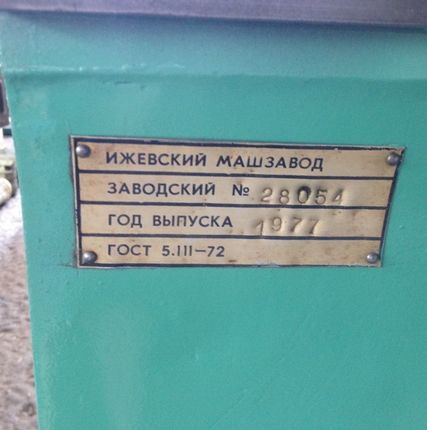 ИЖЕВСКИЙ МАШЗАВОД
ЗАВОДСКИЙ № 28054
ГОД ВЫПУСКА 1977
ГОСТ 5.111-72